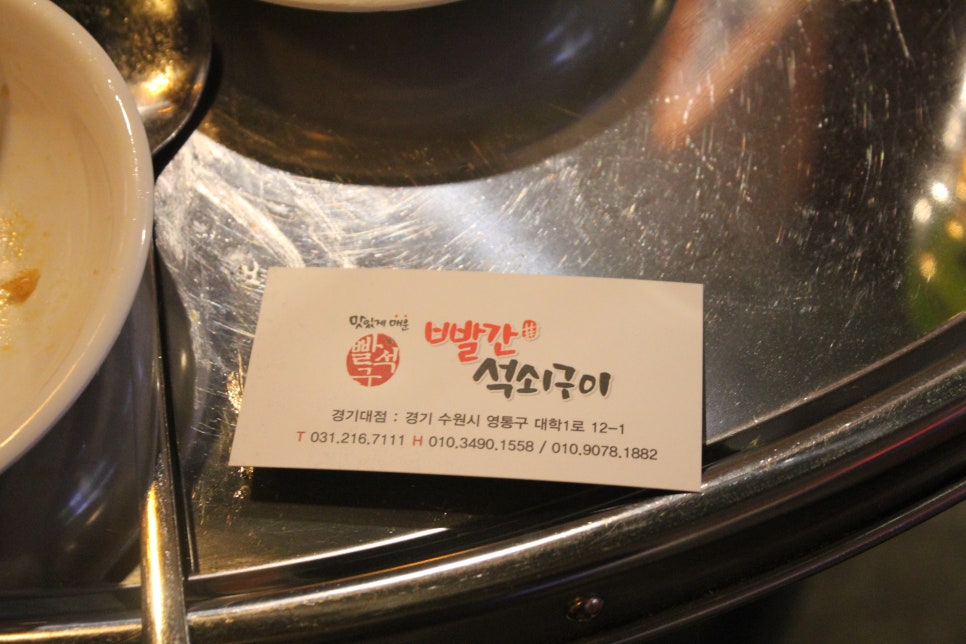 맛있게 매운
빨석구
빨간
석쇠구이
경기대점 : 경기 수원시 영통구 대학1로 12-1
T 031.216.7111 H 010.3490.1558 / 010.9078.1882